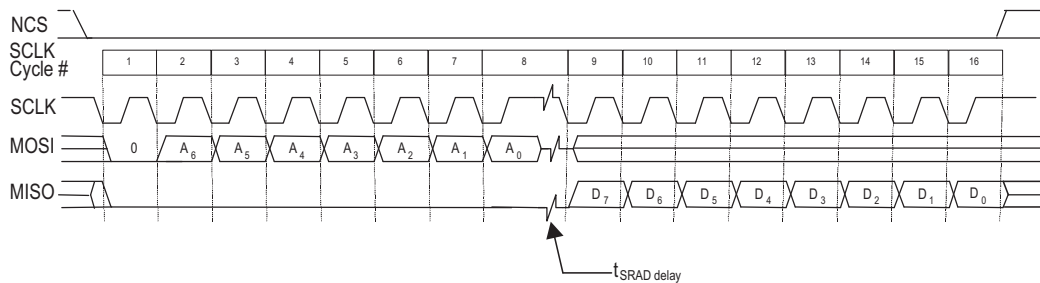 NCS
SCLK
Cycle #
1 2 3 4 5 6 7 8 9 10 11 12 13 14 15 16
SCLK
MOSI 0 A6 A5 A4 A3 A2 A1 A0
MISO D7 D6 D5 D4 D3 D2 D1 D0
tSRAD delay